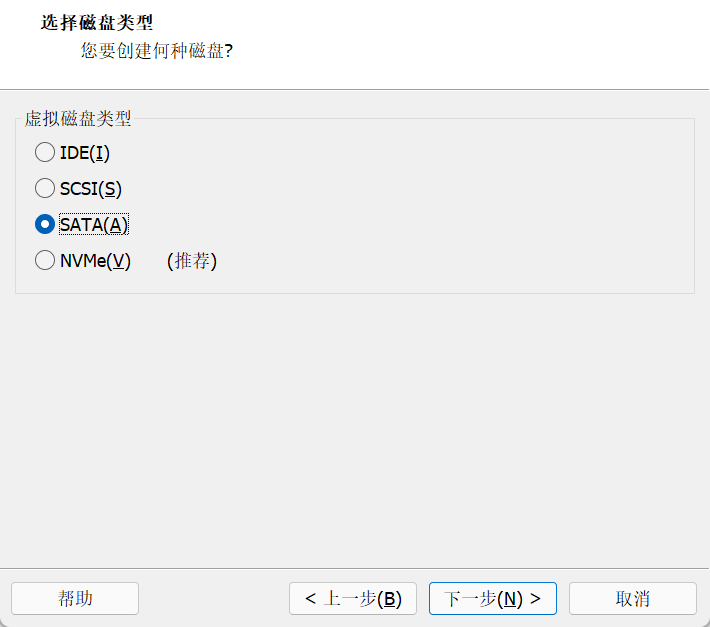 选择磁盘类型
您要创建何种磁盘?
虚拟磁盘类型
IDE(I)
SCSI(S)
SATA(A)
NVMe(V) (推荐)
帮助 < 上一步(B) 下一步(N) > 取消